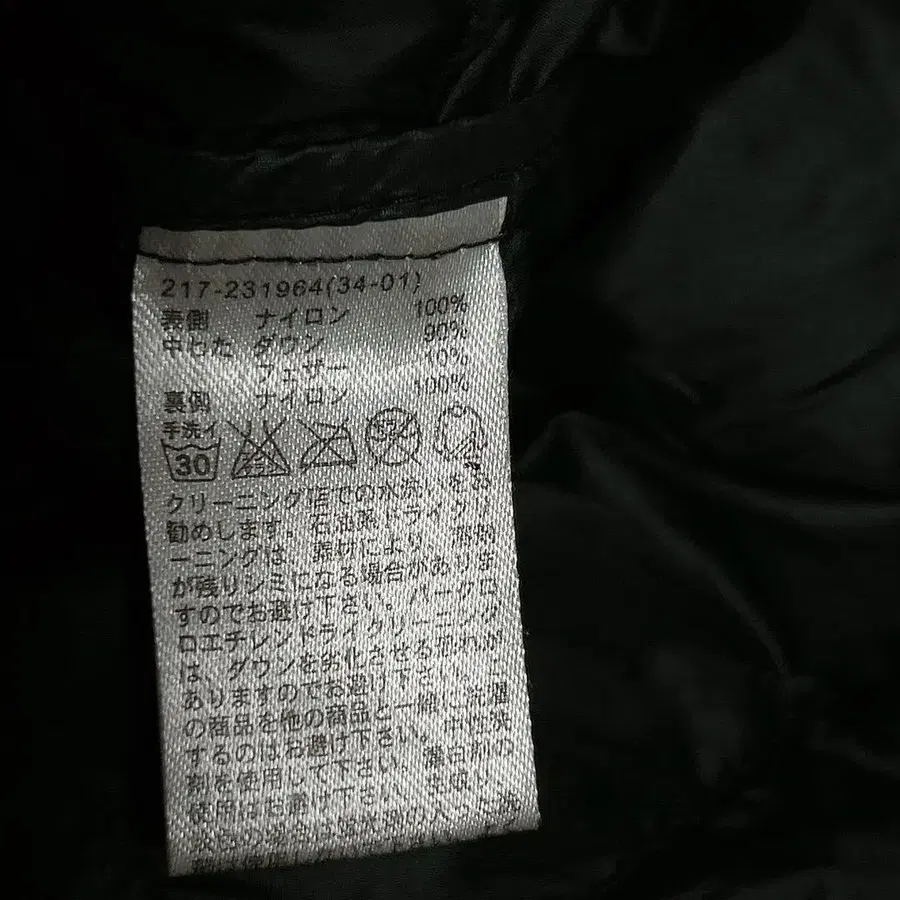 217-231964(34-01)
表側 ナイロン 100%
中わた ダウン 90%
フェザー 10%
裏側 ナイロン 100%
手洗イ
30
クリーニング店での水洗いをお
勧めします。石油系ドライクリ
ーニングは、 により 溶剤
が残りシミになる場合がありま
すのでお避け下さい。パークロ
ロエチレンドライクリーニング
は、ダウンを劣化させる恐れが
ありますのでお避け下さい。
の商品を他の商品と一緒に洗濯
するのはお避け下さい。中性洗
剤を使用して下さい。漂白剤の
使用はお避け下さい。